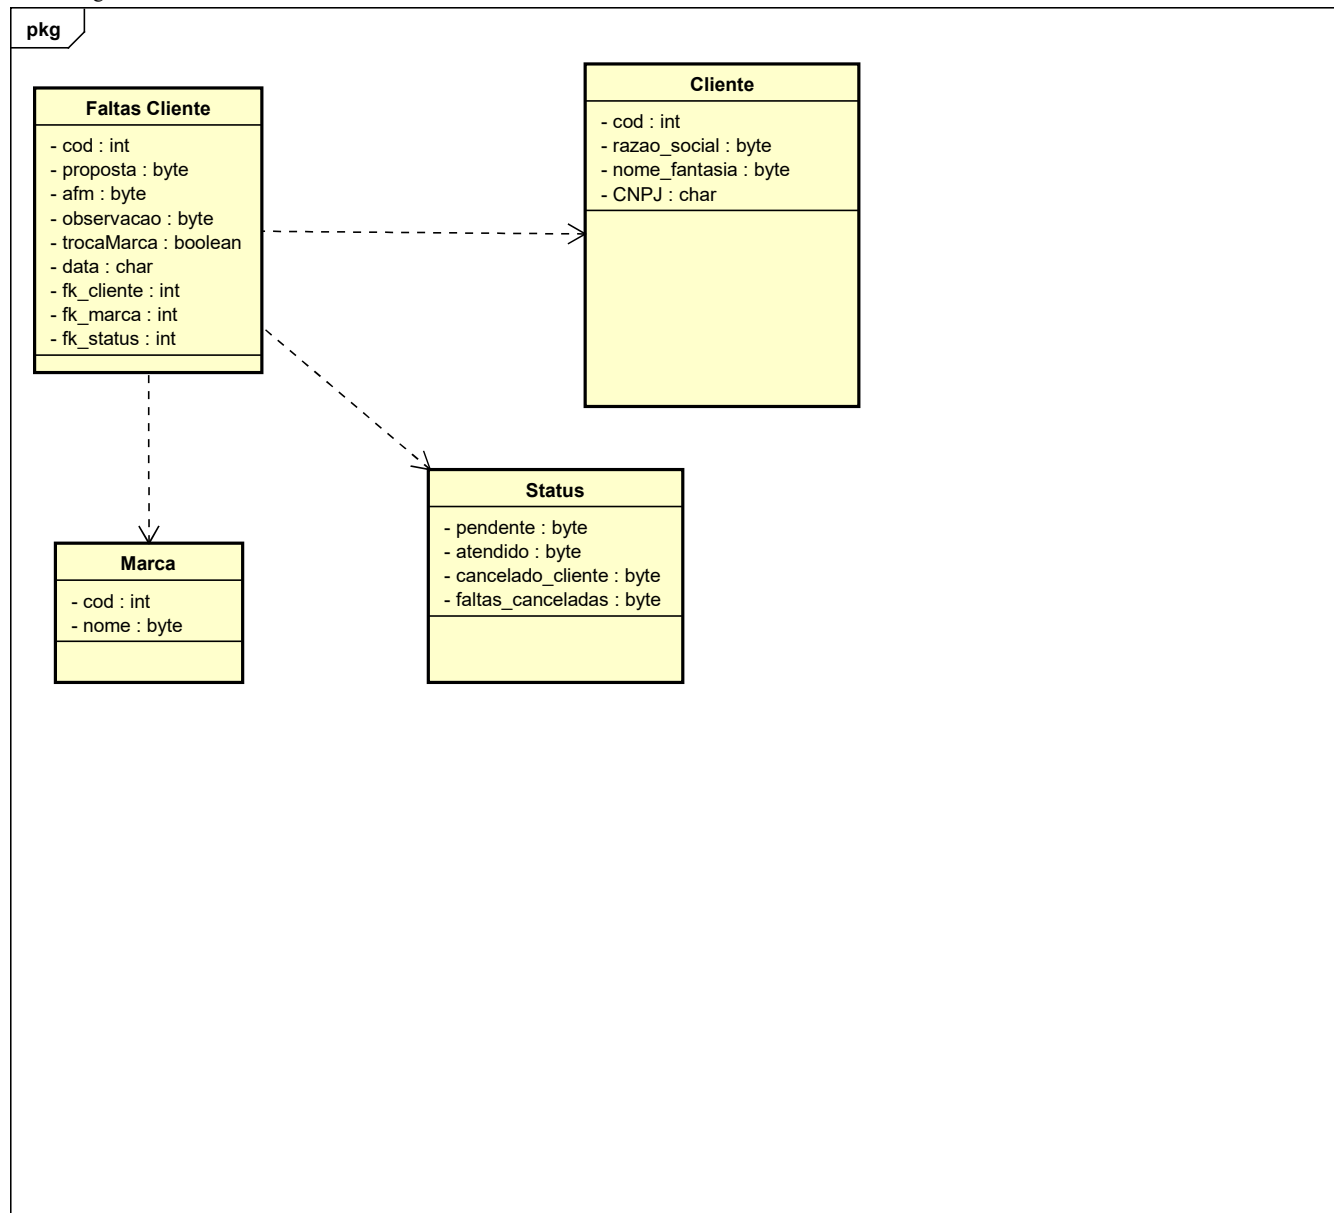 pkg
Faltas Cliente
- cod : int
- proposta : byte
- afm : byte
- observacao : byte
- trocaMarca : boolean
- data : char
- fk_cliente : int
- fk_marca : int
- fk_status : int
Cliente
- cod : int
- razao_social : byte
- nome_fantasia : byte
- CNPJ : char
Marca
- cod : int
- nome : byte
Status
- pendente : byte
- atendido : byte
- cancelado_cliente : byte
- faltas_canceladas : byte